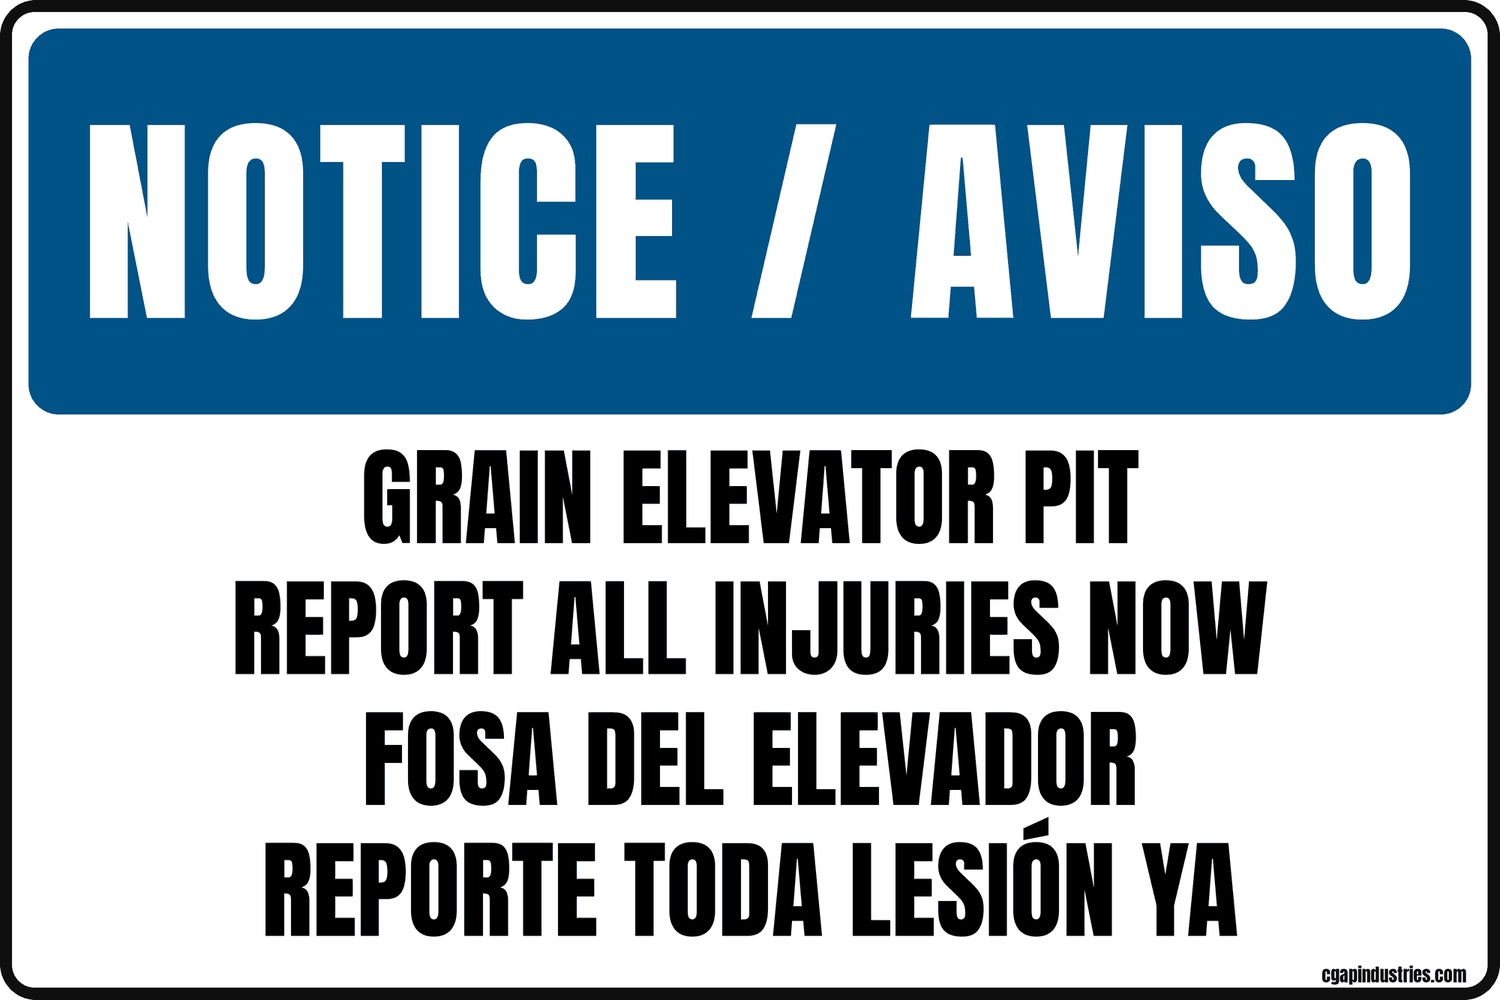 NOTICE / AVISO
GRAIN ELEVATOR PIT
REPORT ALL INJURIES NOW
FOSA DEL ELEVADOR
REPORTE TODA LESIÓN YA
cgapindustries.com